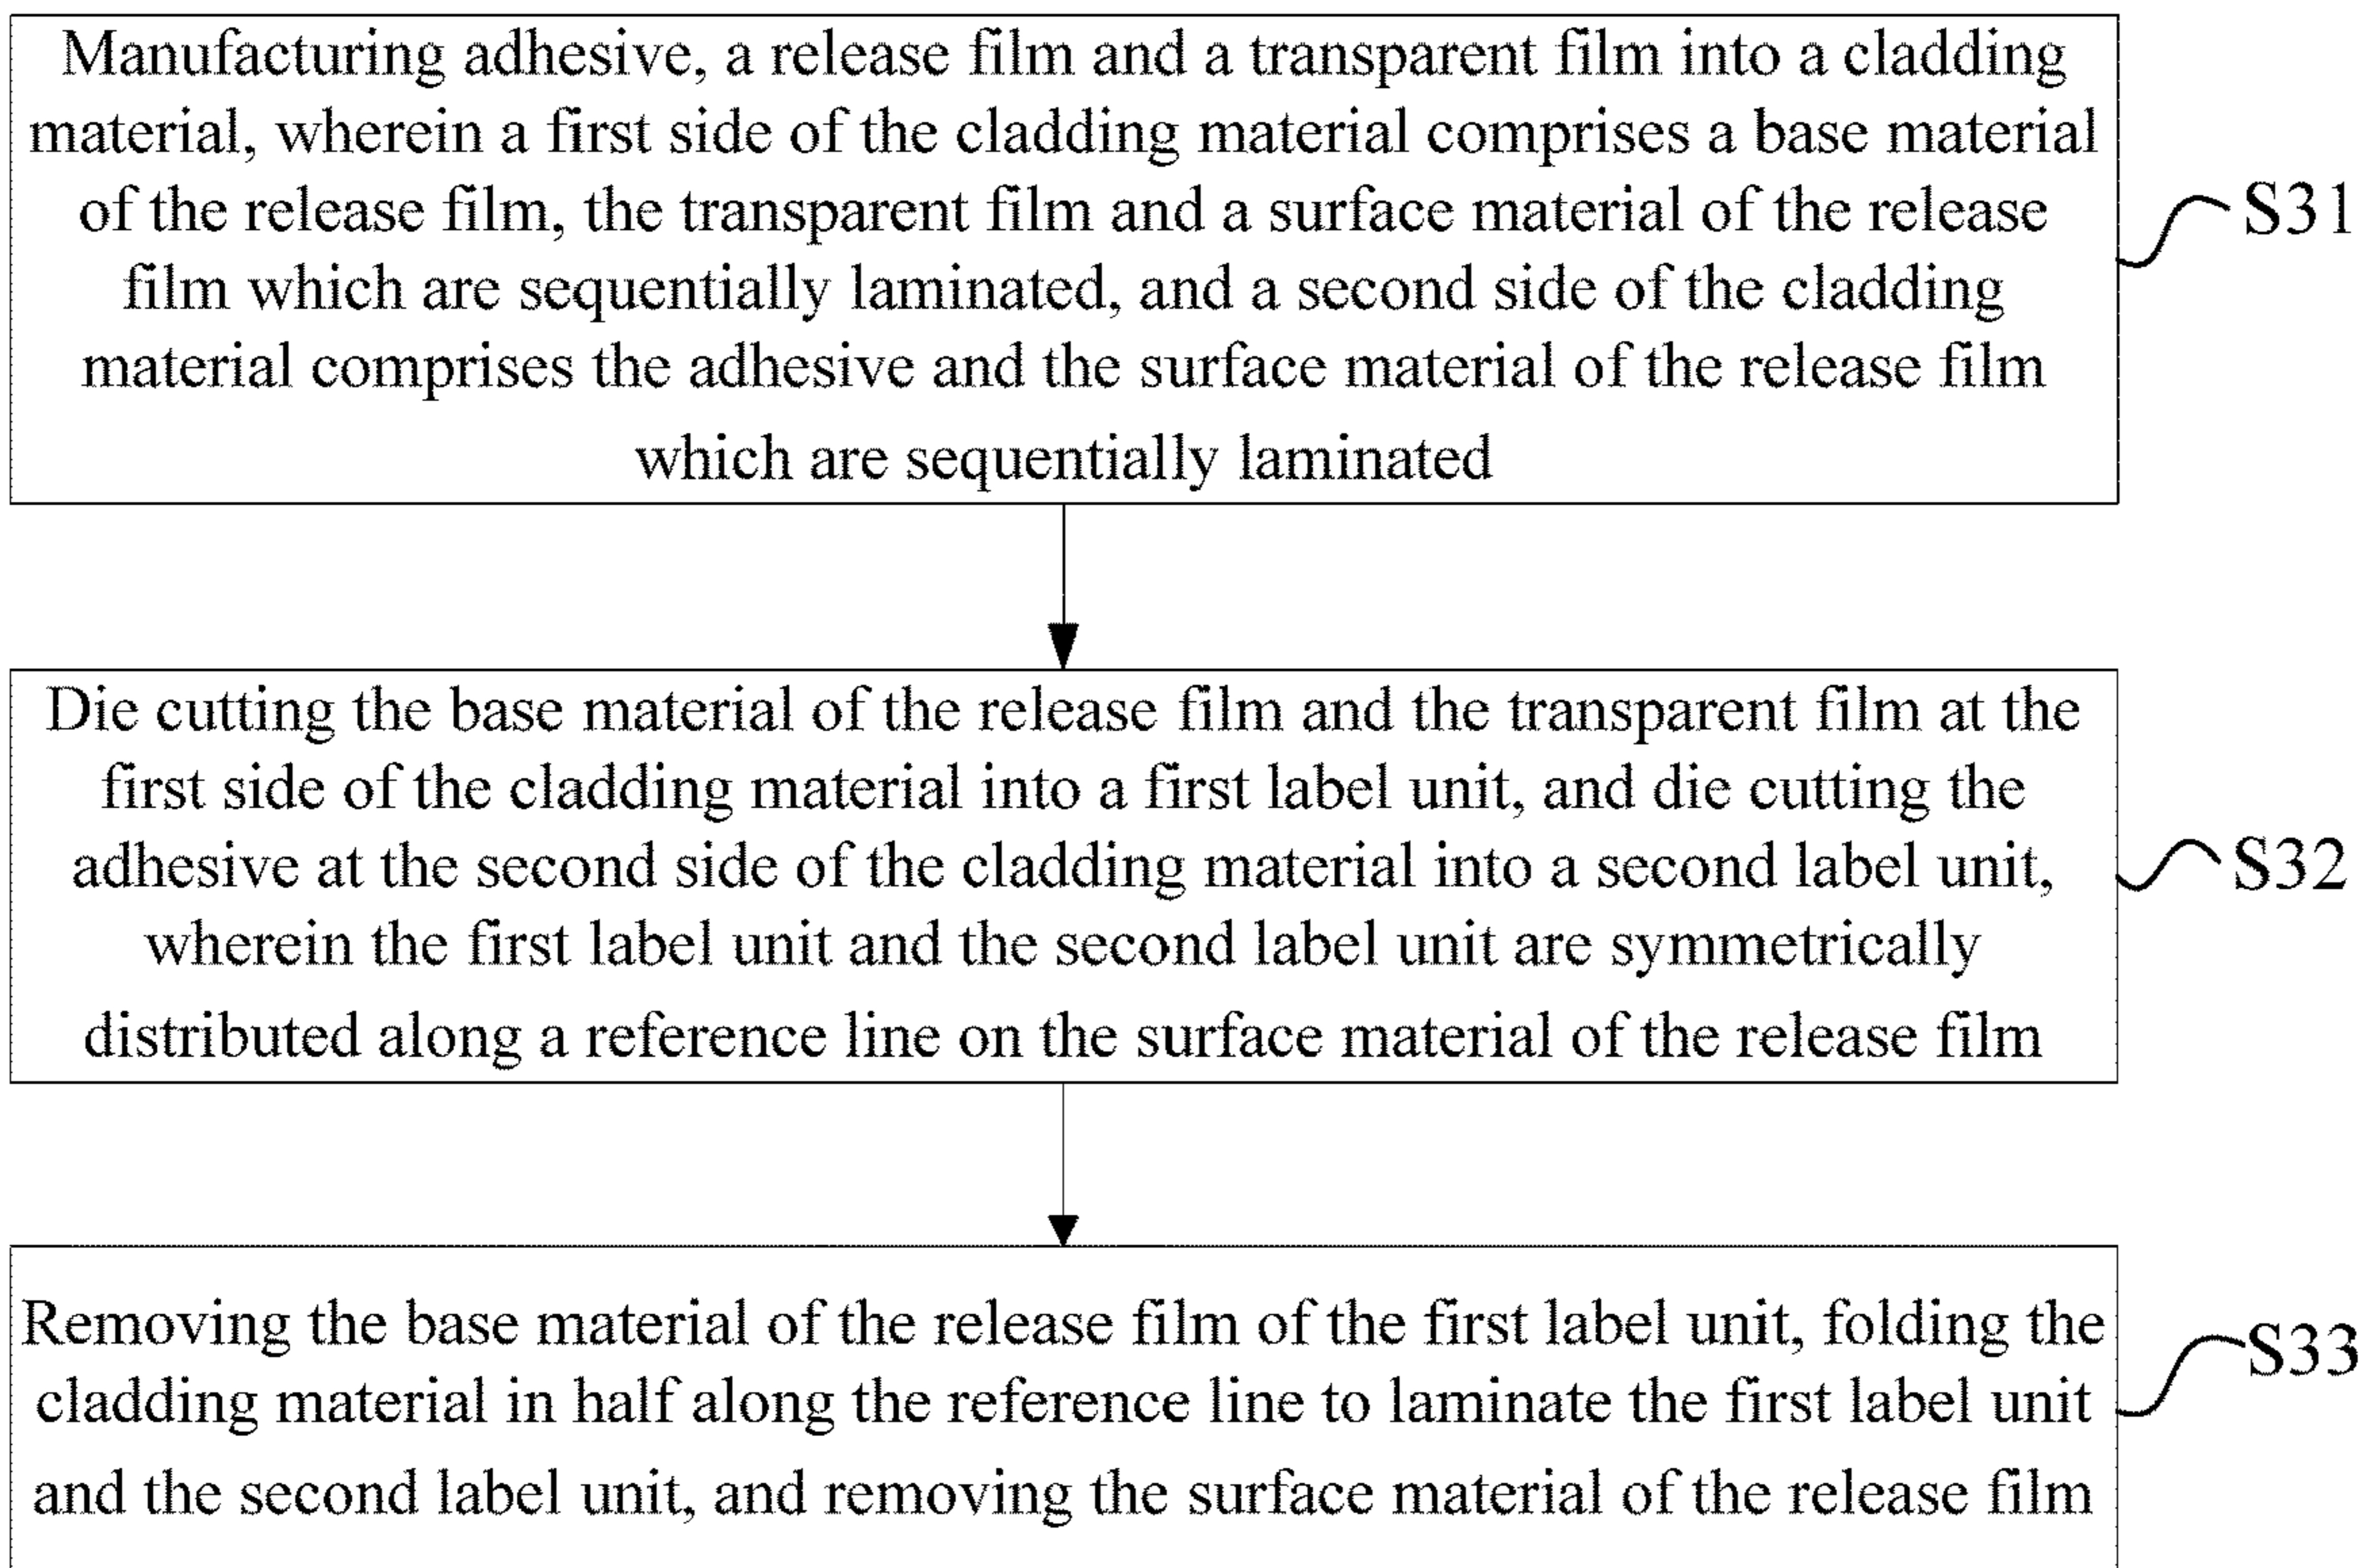 Manufacturing adhesive, a release film and a transparent film into a cladding
material, wherein a first side of the cladding material comprises a base material
of the release film, the transparent film and a surface material of the release
film which are sequentially laminated, and a second side of the cladding
material comprises the adhesive and the surface material of the release film
which are sequentially laminated
S31
Die cutting the base material of the release film and the transparent film at the
first side of the cladding material into a first label unit, and die cutting the
adhesive at the second side of the cladding material into a second label unit,
wherein the first label unit and the second label unit are symmetrically
distributed along a reference line on the surface material of the release film
S32
Removing the base material of the release film of the first label unit, folding the
cladding material in half along the reference line to laminate the first label unit
and the second label unit, and removing the surface material of the release film
S33